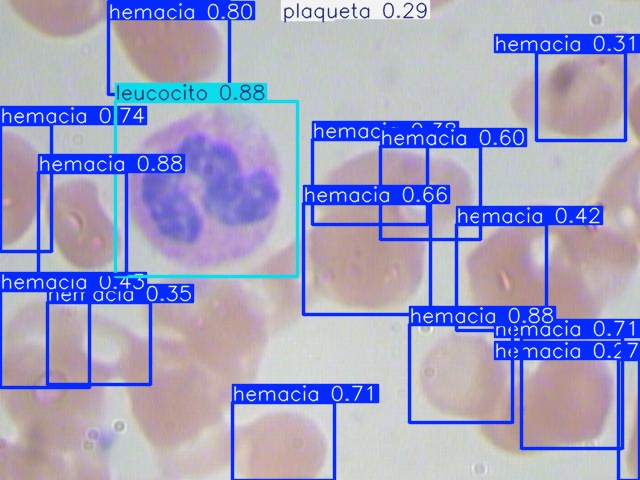 hemacia 0.80
plaqueta 0.29
hemacia 0.31
leucocito 0.88
hemacia 0.74
hemacia 0.60
hemacia 0.88
hemacia 0.66
hemacia 0.42
hemacia 0.43
hemacia 0.35
hemacia 0.88
hemacia 0.71
hemacia 0.27
hemacia 0.71